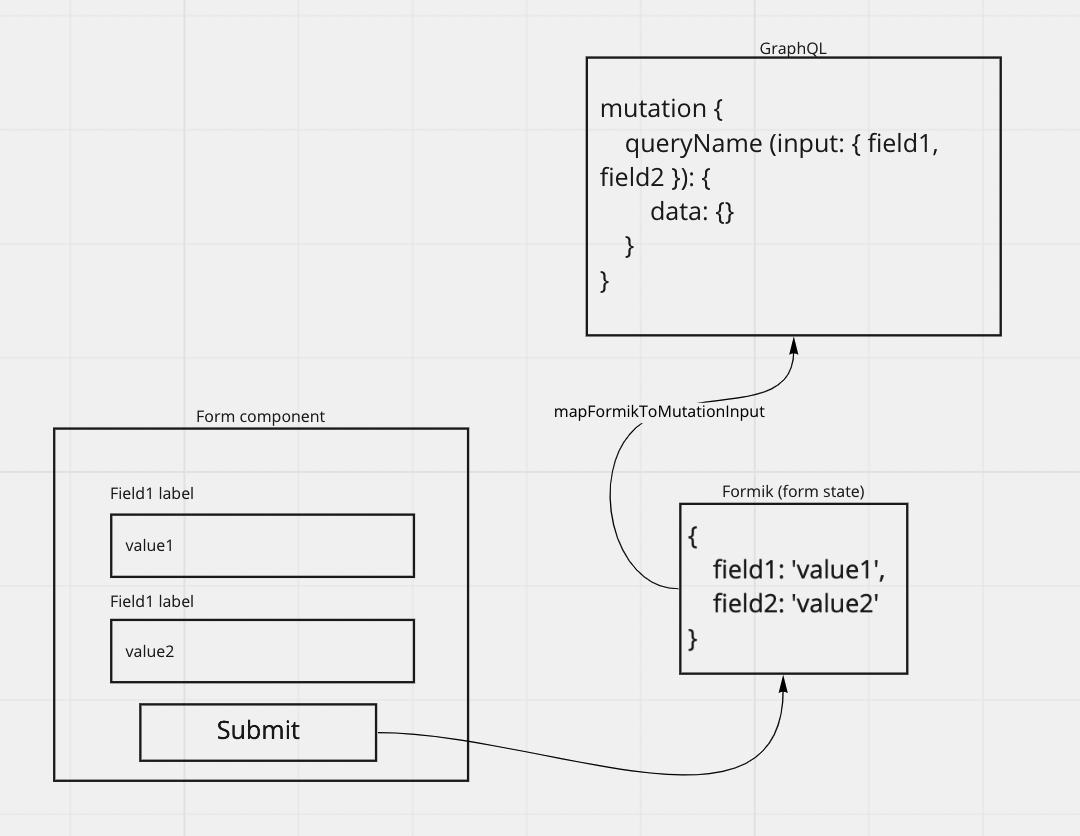 GraphQL
mutation {
queryName (input: { field1,
field2 }): {
data: {}
}
}
mapFormikToMutationInput
Form component
Field1 label
value1
Field1 label
value2
Submit
Formik (form state)
{
field1: 'value1',
field2: 'value2'
}